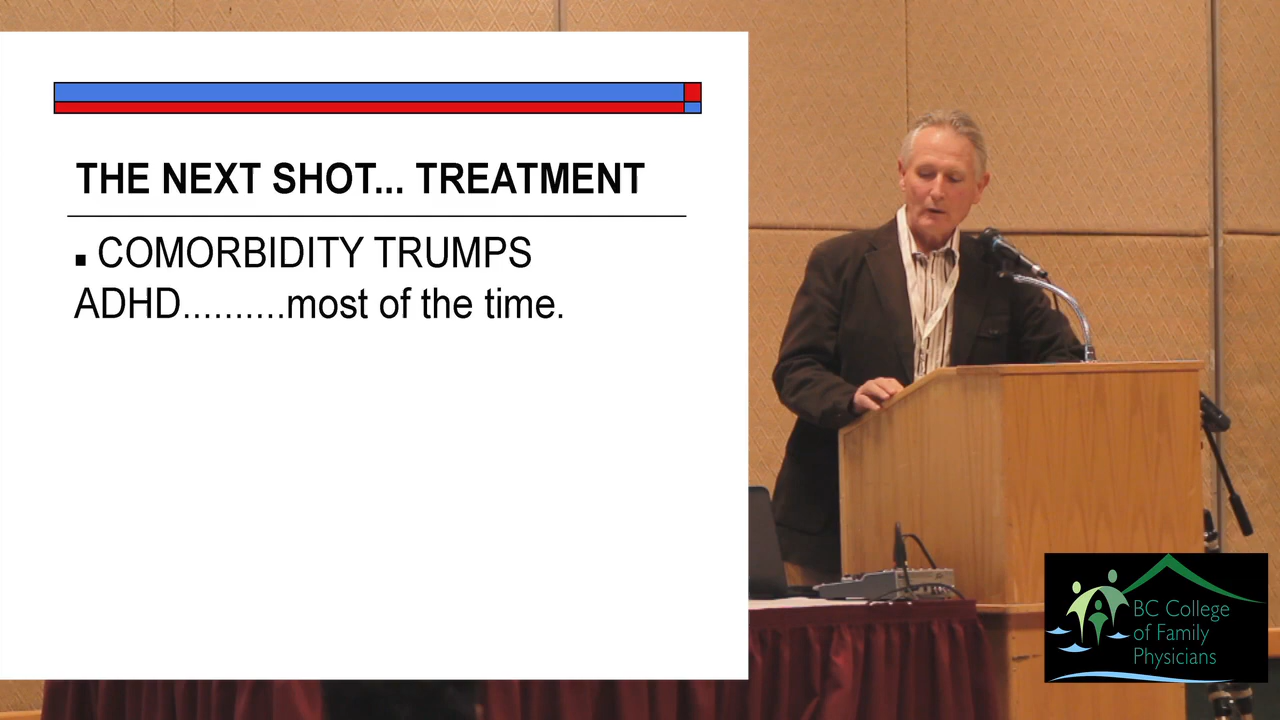 THE NEXT SHOT... TREATMENT
▪ COMORBIDITY TRUMPS
ADHD..........most of the time.
BC College
of Family
Physicians